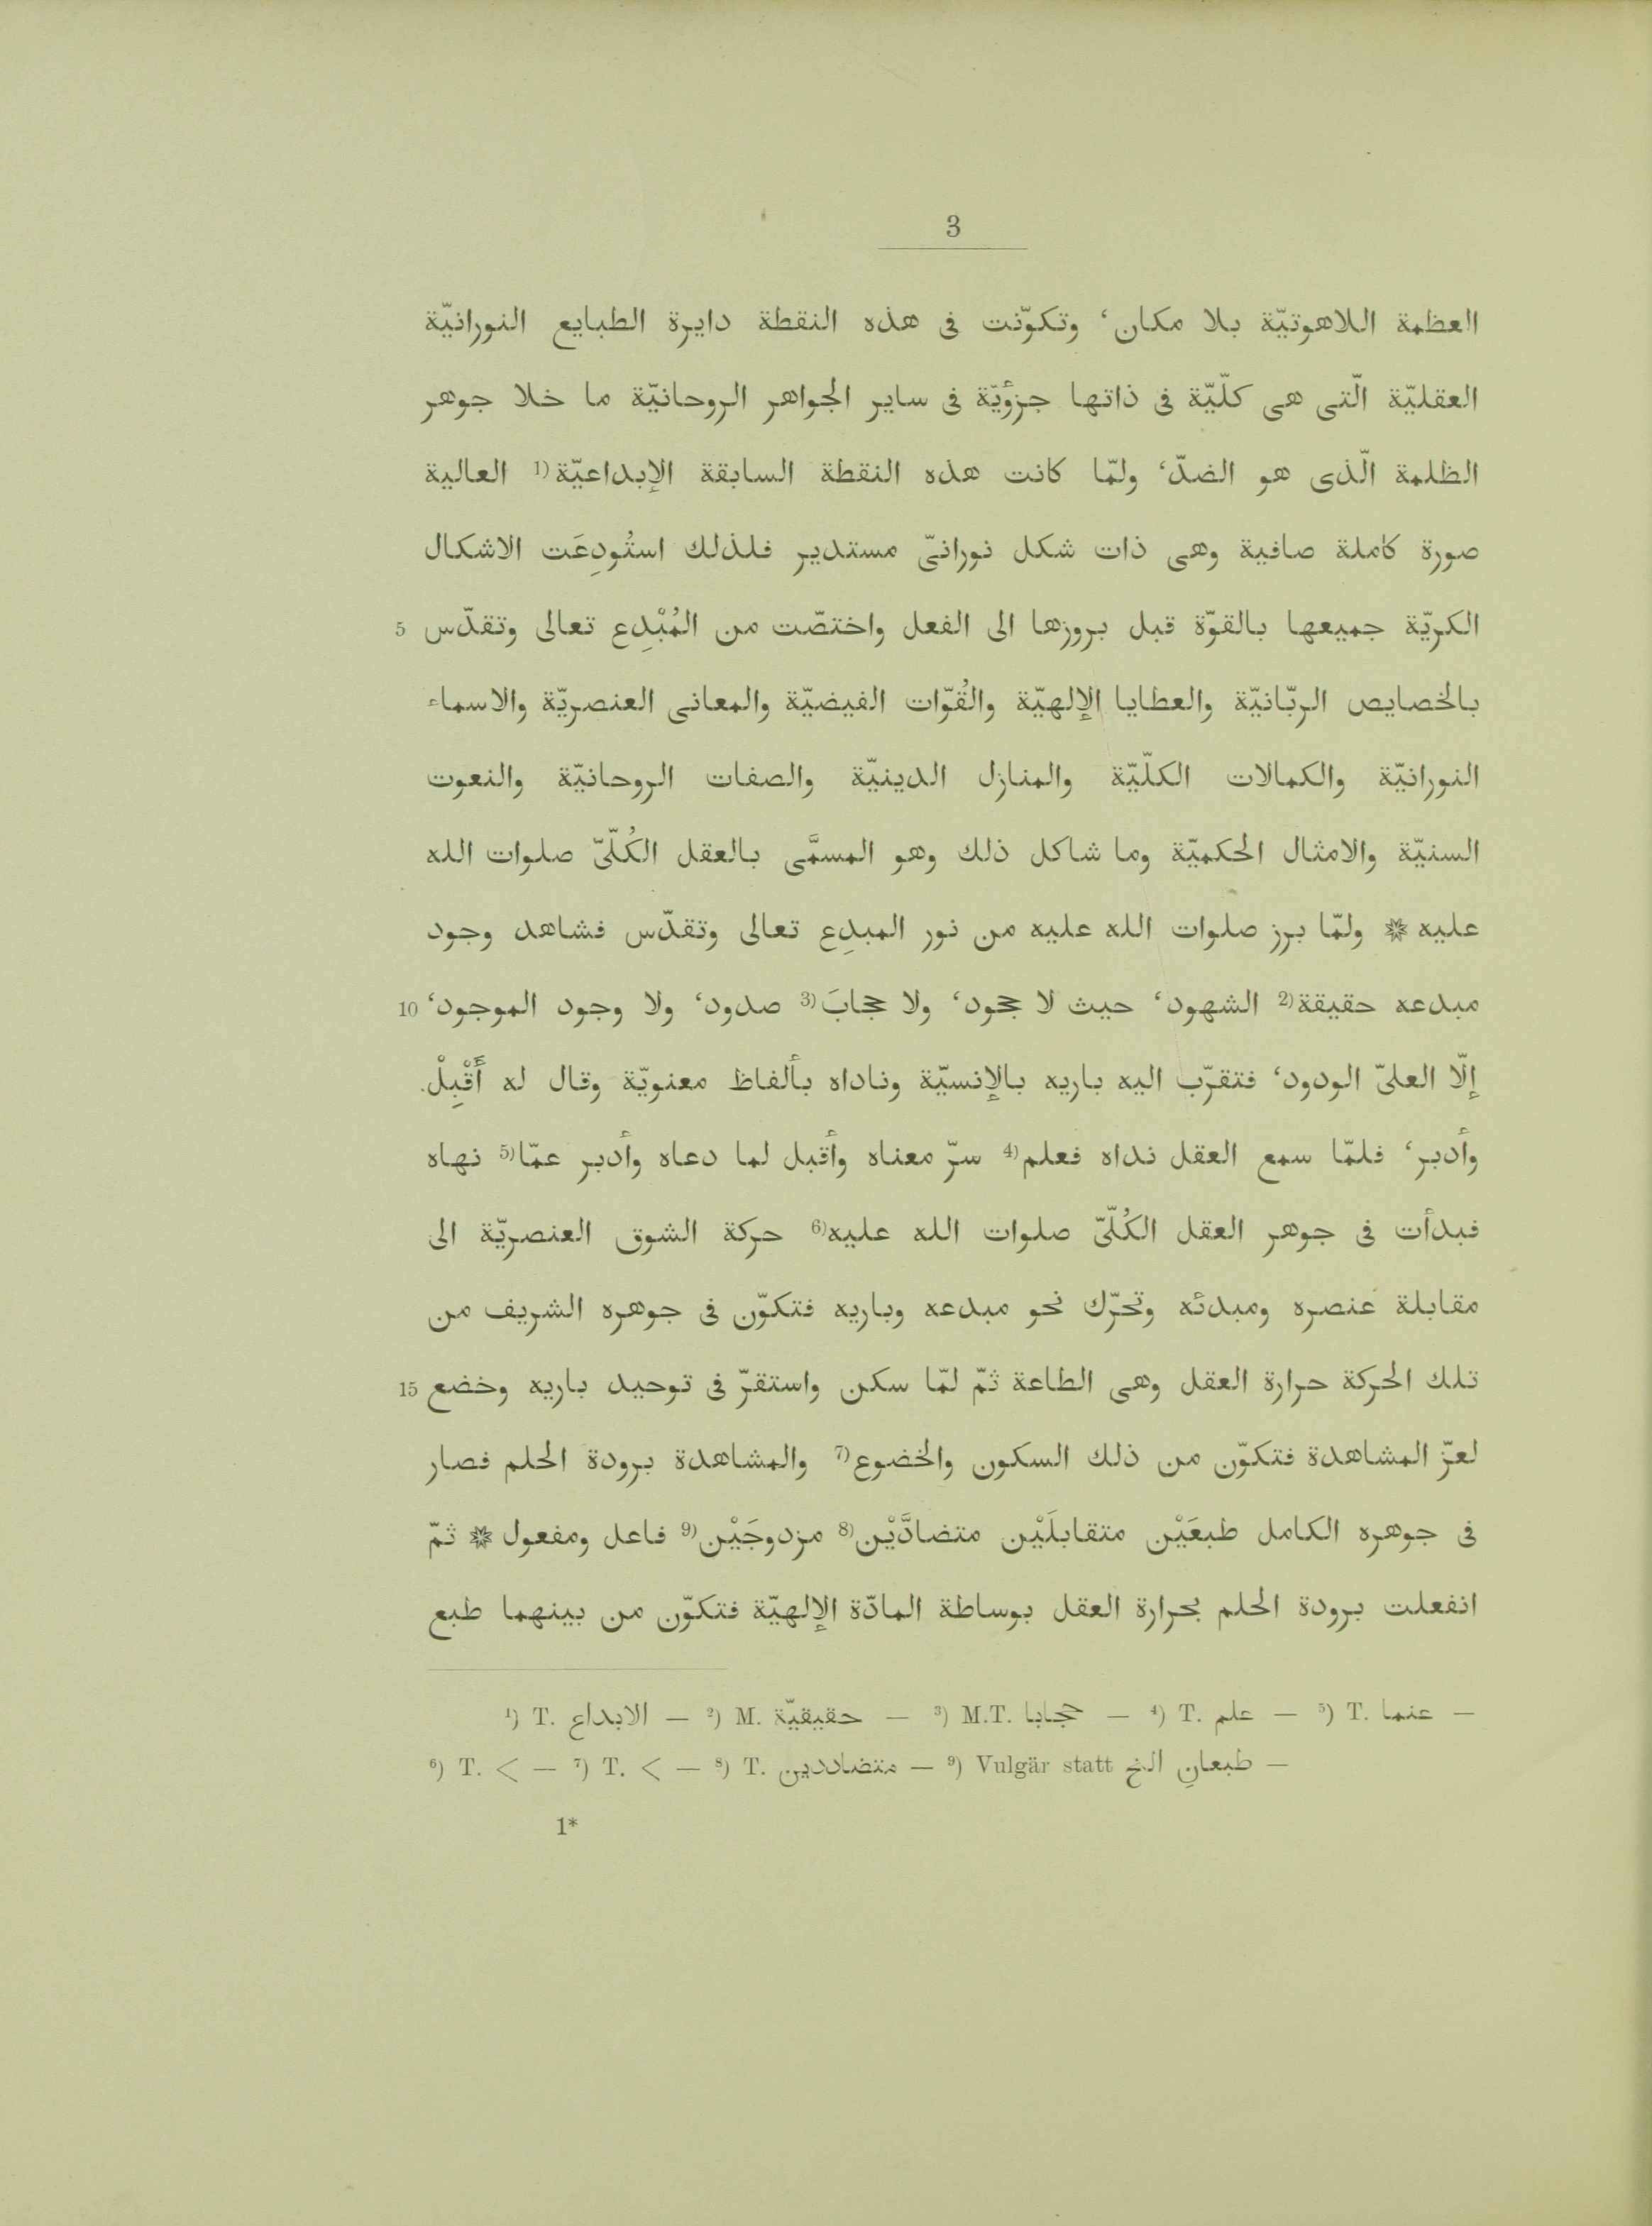 3
العظمة اللاهوتيّة بلا مكان، وتكوّنت فى هذه النقطة دايرة الطبايع النورانيّة
العقليّة الّتى هى كلّيّة فى ذاتها جزؤيّة فى ساير الجواهر الروحانيّة ما خلا جوهر
الظلمة الّذى هو الضدّ، ولمّا كانت هذه النقطة السابقة الإبداعيّة (1 العالية
صورة كاملة صافية وهى ذات شكل نورانىّ مستدير فلذلك استُودِعَت الاشكال
الكريّة جميعها بالقوّة قبل بروزها الى الفعل واختصّت من المُبْدِع تعالى وتقدّس 5
بالخصايص الربّانيّة والعطايا الإلهيّة والقُوّات الفيضيّة والمعانى العنصريّة والاسماء
النورانيّة والكمالات الكلّيّة والمنازل الدينيّة والصفات الروحانيّة والنعوت
السنيّة والامثال الحكميّة وما شاكل ذلك وهو المسمَّى بالعقل الكُلّىّ صلوات الله
عليه ❋ ولمّا برز صلوات الله عليه من نور المبدِع تعالى وتقدّس فشاهد وجود
مبدعه حقيقة (2 الشهود، حيث لا جحود، ولا حجابَ (3 صدود، ولا وجود الموجود، 10
إلّا العلىّ الودود، فتقرّب اليه باريه بالإنسيّة وناداه بألفاظ معنويّة وقال له أَقْبِلْ
وأدبر، فلمّا سمع العقل نداه فعلم (4 سرّ معناه وأقبل لما دعاه وأدبر عمّا (5 نهاه
فبدأت فى جوهر العقل الكُلّىّ صلوات الله عليه (6 حركة الشوق العنصريّة الى
مقابلة عنصره ومبدئه وتحرّك نحو مبدعه وباريه فتكوّن فى جوهره الشريف من
تلك الحركة حرارة العقل وهى الطاعة ثمّ لمّا سكن واستقرّ فى توحيد باريه وخضع 15
لعزّ المشاهدة فتكوّن من ذلك السكون والخضوع (7 والمشاهدة برودة الحلم فصار
فى جوهره الكامل طبعَيْن متقابلَيْن متضادَّيْن (8 مزدوجَيْن (9 فاعل ومفعول ❋ ثمّ
انفعلت برودة الحلم بحرارة العقل بوساطة المادّة الإلهيّة فتكوّن من بينهما طبع
¹) T. الابداع — ²) M. حقيقيّة — ³) M.T. حجابا — ⁴) T. علم — ⁵) T. عنما —
⁶) T. < — ⁷) T. < — ⁸) T. متضاددين — ⁹) Vulgär statt طبعانِ الخ —
1*